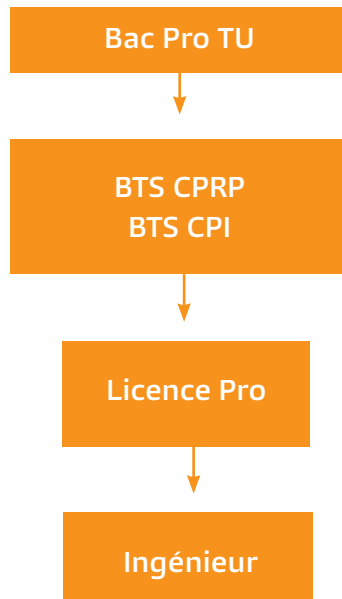 Bac Pro TU
BTS CPRP
BTS CPI
Licence Pro
Ingénieur